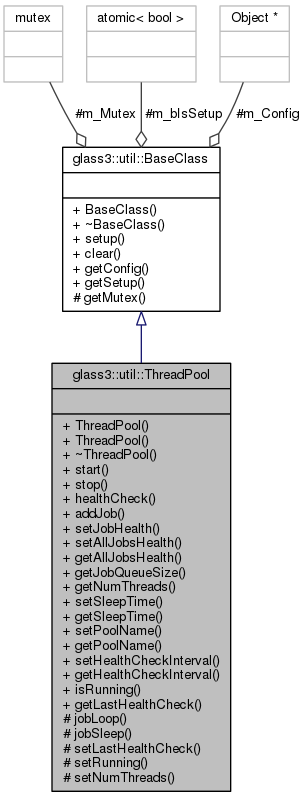 mutex
atomic< bool >
Object *
#m_Mutex
#m_bIsSetup
#m_Config
glass3::util::BaseClass
+ BaseClass()
+ ~BaseClass()
+ setup()
+ clear()
+ getConfig()
+ getSetup()
# getMutex()
glass3::util::ThreadPool
+ ThreadPool()
+ ThreadPool()
+ ~ThreadPool()
+ start()
+ stop()
+ healthCheck()
+ addJob()
+ setJobHealth()
+ setAllJobsHealth()
+ getAllJobsHealth()
+ getJobQueueSize()
+ getNumThreads()
+ setSleepTime()
+ getSleepTime()
+ setPoolName()
+ getPoolName()
+ setHealthCheckInterval()
+ getHealthCheckInterval()
+ isRunning()
+ getLastHealthCheck()
# jobLoop()
# jobSleep()
# setLastHealthCheck()
# setRunning()
# setNumThreads()